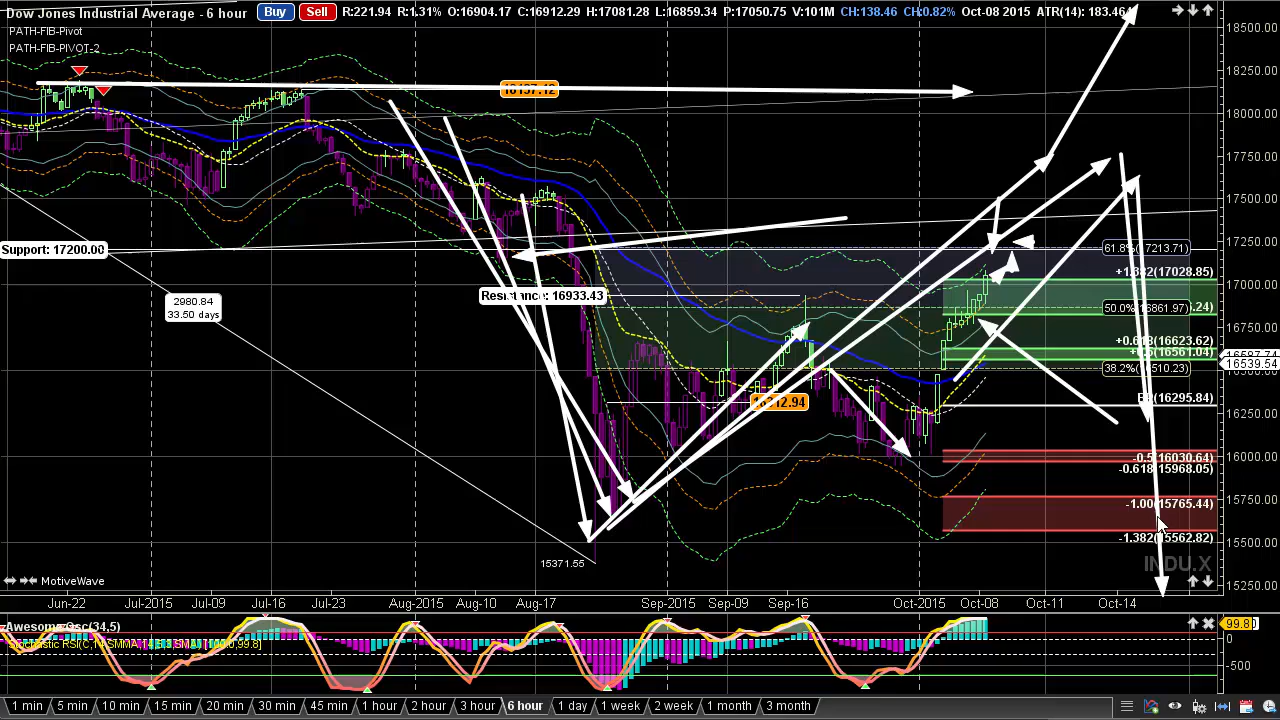 Dow Jones Industrial Average - 6 hour Buy Sell R:221.94 R:1.31% O:16904.17 C:16912.29 H:17081.28 L:16859.34 P:17050.75 V:101M CH:138.46 CH:0.82% Oct-08 2015 ATR(14): 183.46
PATH-FIB-Pivot
PATH-FIB-PIVOT-2
18500.00
18137.12
18000.00
17750.00
17500.00
Support: 17200.00
61.8%(17213.71)
17250.00
+1.382(17028.85)
2980.84
33.50 days
Resistance: 16933.43
50.0%(16861.97)
16750.00
+0.618(16623.62)
+0.5(16561.04)
16539.54
38.2%(16510.23)
(16295.84)
16250.00
-0.5(16030.64)
16000.00
-0.618(15968.05)
-1.00(15765.44)
15750.00
-1.382(15562.82)
15500.00
15371.55
INDU.X
MotiveWave
15250.00
Jun-22 Jul-2015 Jul-09 Jul-16 Jul-23 Aug-2015 Aug-10 Aug-17 Sep-2015 Sep-09 Sep-16 Oct-2015 Oct-08 Oct-11 Oct-14
Awesome Osc(34,5)
99.8
0
-500
1 min 5 min 10 min 15 min 20 min 30 min 45 min 1 hour 2 hour 3 hour 6 hour 1 day 1 week 2 week 1 month 3 month